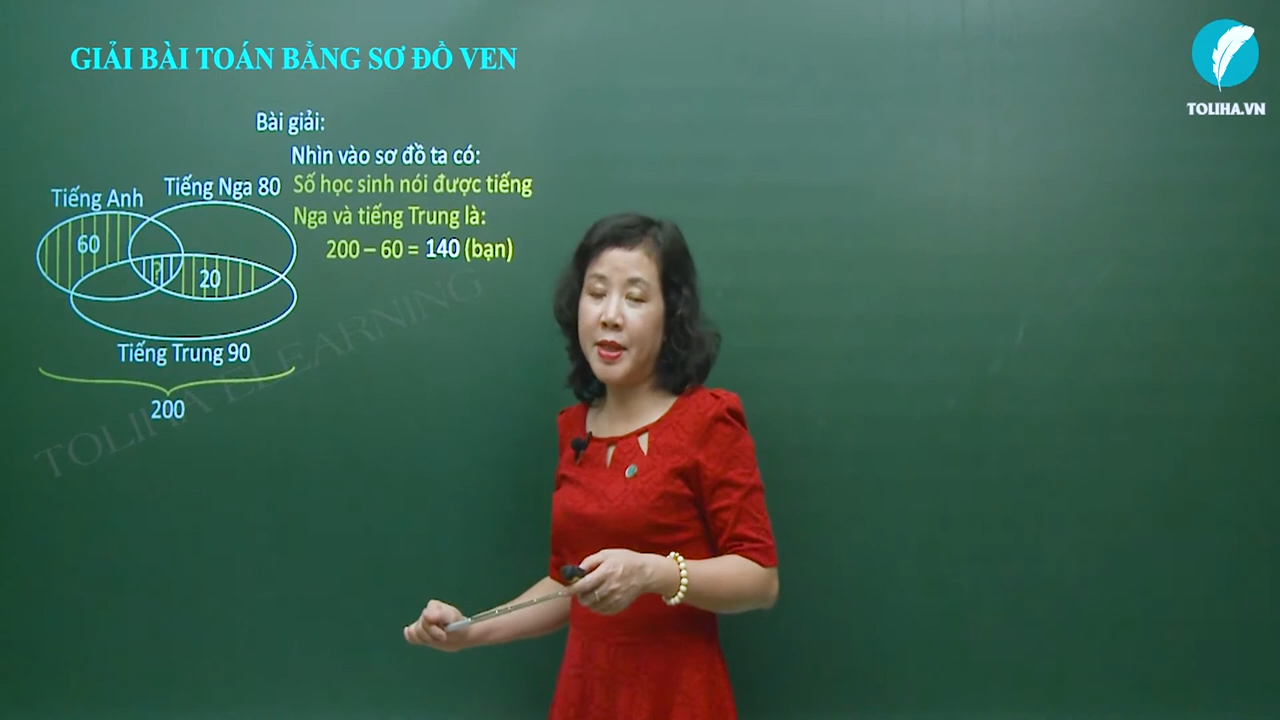 GIẢI BÀI TOÁN BẰNG SƠ ĐỒ VEN
TOLIHA.VN
Bài giải:
Nhìn vào sơ đồ ta có:
Số học sinh nói được tiếng
Nga và tiếng Trung là:
200 – 60 = 140 (bạn)
Tiếng Anh
Tiếng Nga 80
60
?
20
Tiếng Trung 90
200
TOLIHA ELEARNING